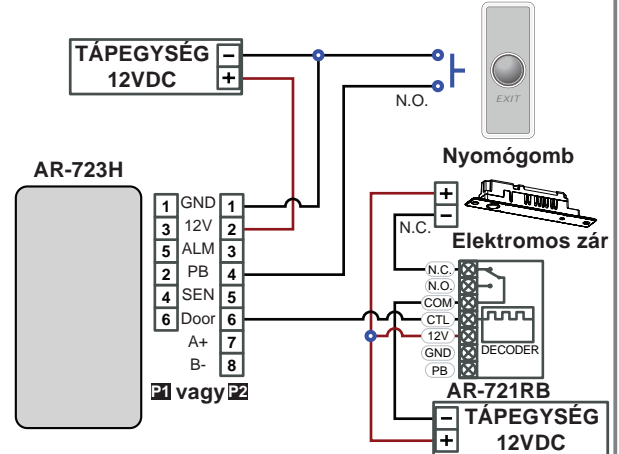 TÁPEGYSÉG −
12VDC +
N.O.
EXIT
Nyomógomb
AR-723H
1 GND 1
3 12V 2
5 ALM 3
2 PB 4
4 SEN 5
6 Door 6
A+ 7
B- 8
P1 vagy P2
+
−
N.C.
Elektromos zár
N.C.
N.O.
COM
CTL
12V
GND
PB
DECODER
AR-721RB
− TÁPEGYSÉG
+ 12VDC